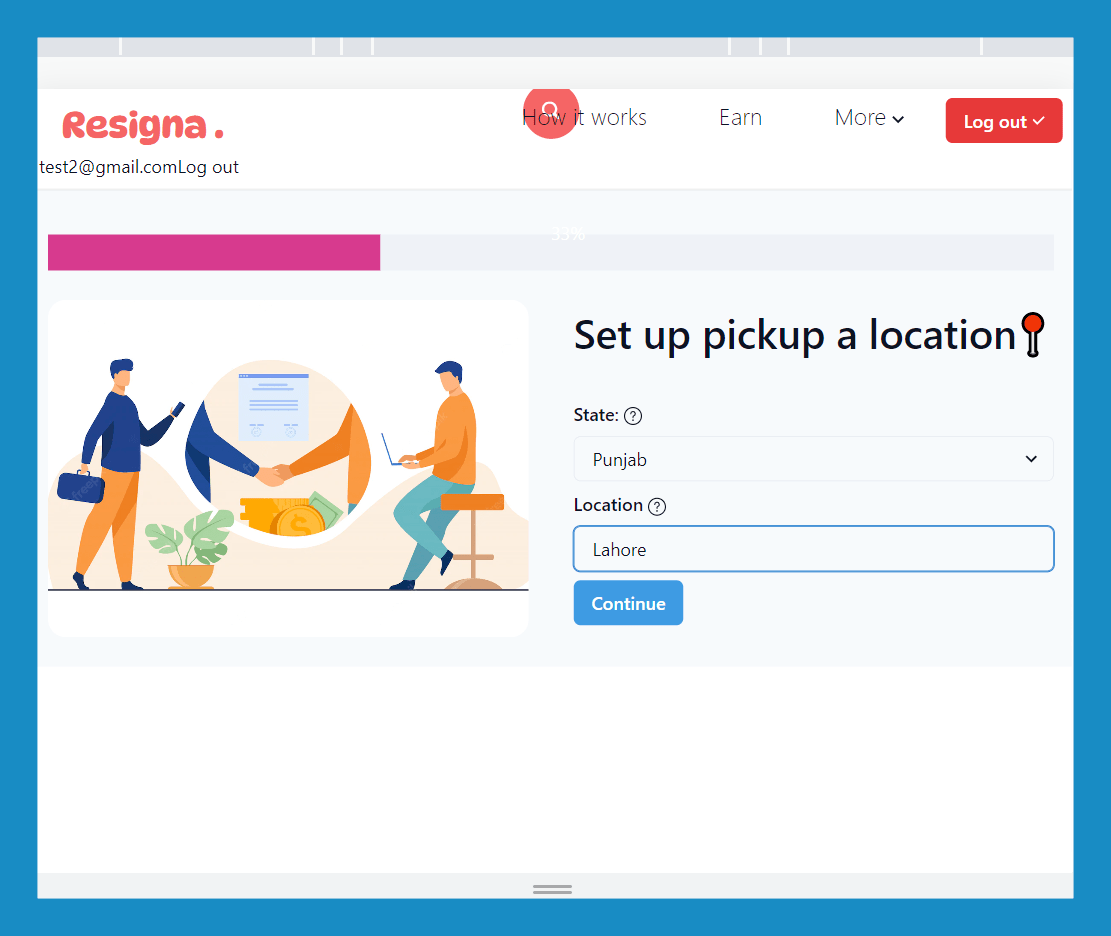 Resigna .
How it works
Earn
More
Log out
test2@gmail.comLog out
33%
Set up pickup a location
State: ?
Punjab
Location ?
Lahore
Continue